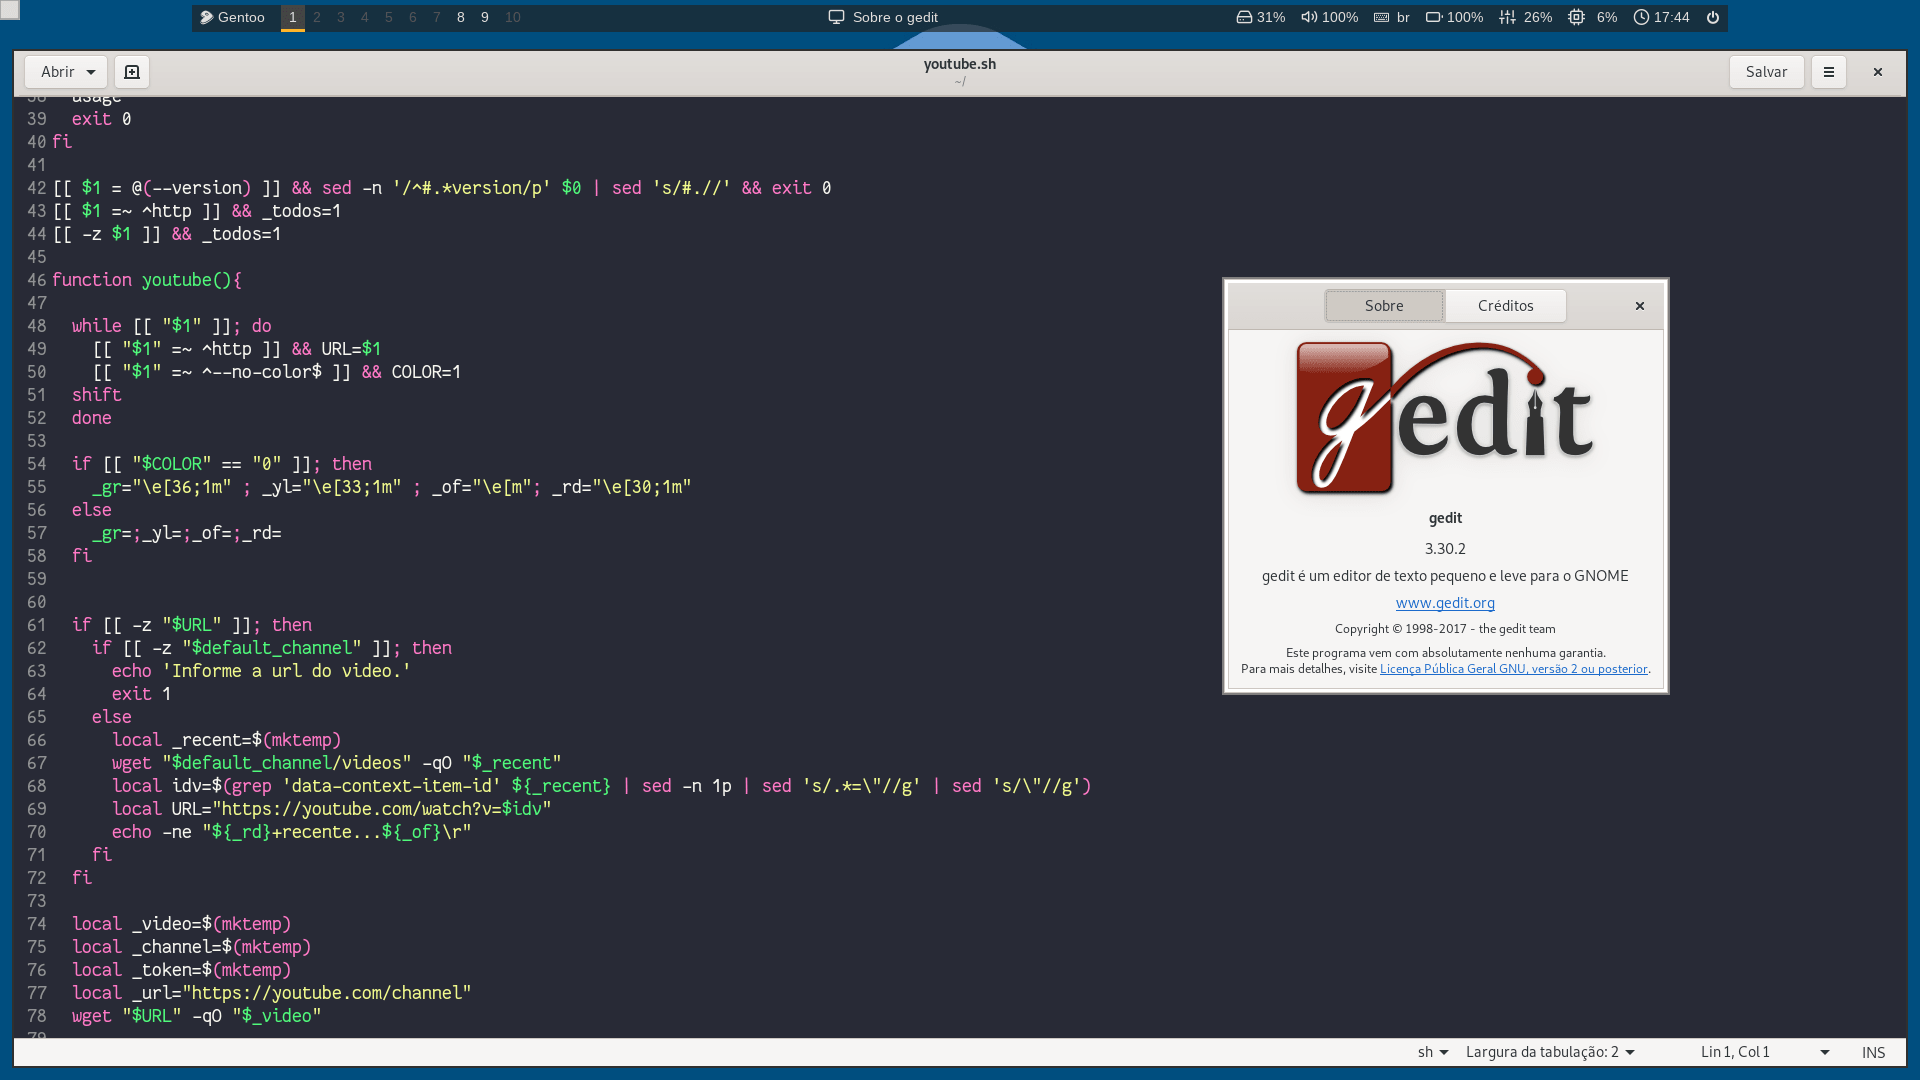 Gentoo 1 2 3 4 5 6 7 8 9 10 Sobre o gedit 31% 100% br 100% 26% 6% 17:44
Abrir youtube.sh Salvar
~/
38 usage
39 exit 0
40 fi
41
42 [[ $1 = @(--version) ]] && sed -n '/^#.*version/p' $0 | sed 's/#.//' && exit 0
43 [[ $1 =~ ^http ]] && _todos=1
44 [[ -z $1 ]] && _todos=1
45
46 function youtube(){
47
48   while [[ "$1" ]]; do
49     [[ "$1" =~ ^http ]] && URL=$1
50     [[ "$1" =~ ^--no-color$ ]] && COLOR=1
51   shift
52   done
53
54   if [[ "$COLOR" == "0" ]]; then
55     _gr="\e[36;1m" ; _yl="\e[33;1m" ; _of="\e[m"; _rd="\e[30;1m"
56   else
57     _gr=;_yl=;_of=;_rd=
58   fi
59
60
61   if [[ -z "$URL" ]]; then
62     if [[ -z "$default_channel" ]]; then
63       echo 'Informe a url do video.'
64       exit 1
65     else
66       local _recent=$(mktemp)
67       wget "$default_channel/videos" -qO "$_recent"
68       local idv=$(grep 'data-context-item-id' ${_recent} | sed -n 1p | sed 's/.*=\"//g' | sed 's/\"//g')
69       local URL="https://youtube.com/watch?v=$idv"
70       echo -ne "${_rd}+recente...${_of}\r"
71     fi
72   fi
73
74   local _video=$(mktemp)
75   local _channel=$(mktemp)
76   local _token=$(mktemp)
77   local _url="https://youtube.com/channel"
78   wget "$URL" -qO "$_video"
79
Sobre Créditos
gedit
gedit
3.30.2
gedit é um editor de texto pequeno e leve para o GNOME
www.gedit.org
Copyright © 1998-2017 - the gedit team
Este programa vem com absolutamente nenhuma garantia.
Para mais detalhes, visite Licença Pública Geral GNU, versão 2 ou posterior.
sh Largura da tabulação: 2 Lin 1, Col 1 INS